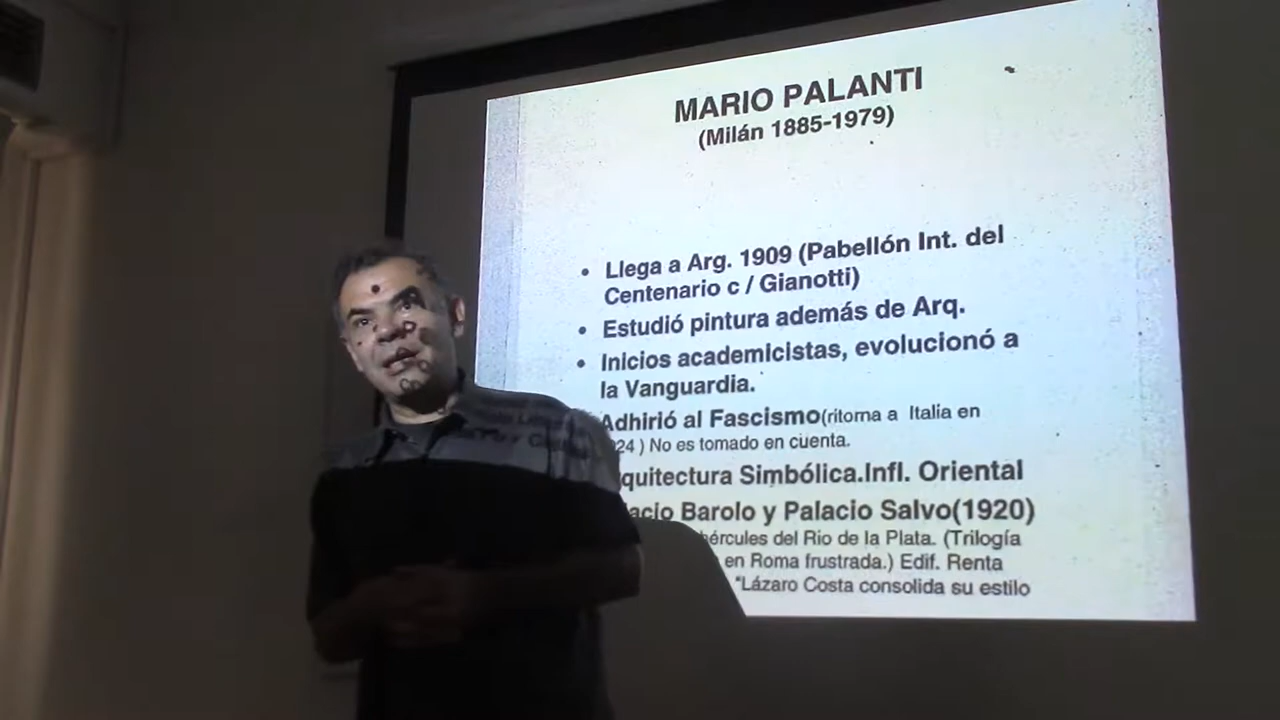 MARIO PALANTI
(Milán 1885-1979)
• Llega a Arg. 1909 (Pabellón Int. del
Centenario c / Gianotti)
• Estudió pintura además de Arq.
• Inicios academicistas, evolucionó a
la Vanguardia.
Adhirió al Fascismo(ritorna a Italia en
24 ) No es tomado en cuenta.
quitectura Simbólica.Infl. Oriental
acio Barolo y Palacio Salvo(1920)
hércules del Rio de la Plata. (Trilogía
en Roma frustrada.) Edif. Renta
"Lázaro Costa consolida su estilo